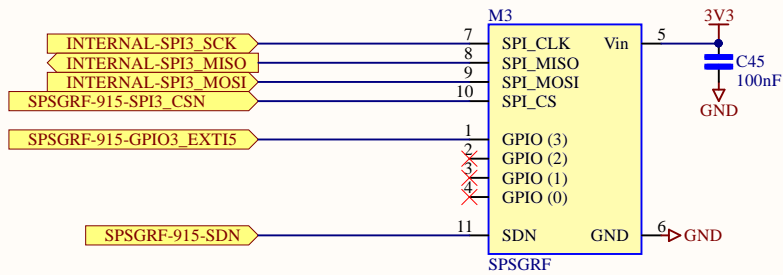 M3
3V3
INTERNAL-SPI3_SCK 7 SPI_CLK Vin 5
INTERNAL-SPI3_MISO 8 SPI_MISO C45
INTERNAL-SPI3_MOSI 9 SPI_MOSI 100nF
SPSGRF-915-SPI3_CSN 10 SPI_CS
GND
SPSGRF-915-GPIO3_EXTI5 1 GPIO (3)
2 GPIO (2)
3 GPIO (1)
4 GPIO (0)
SPSGRF-915-SDN 11 SDN GND 6 GND
SPSGRF